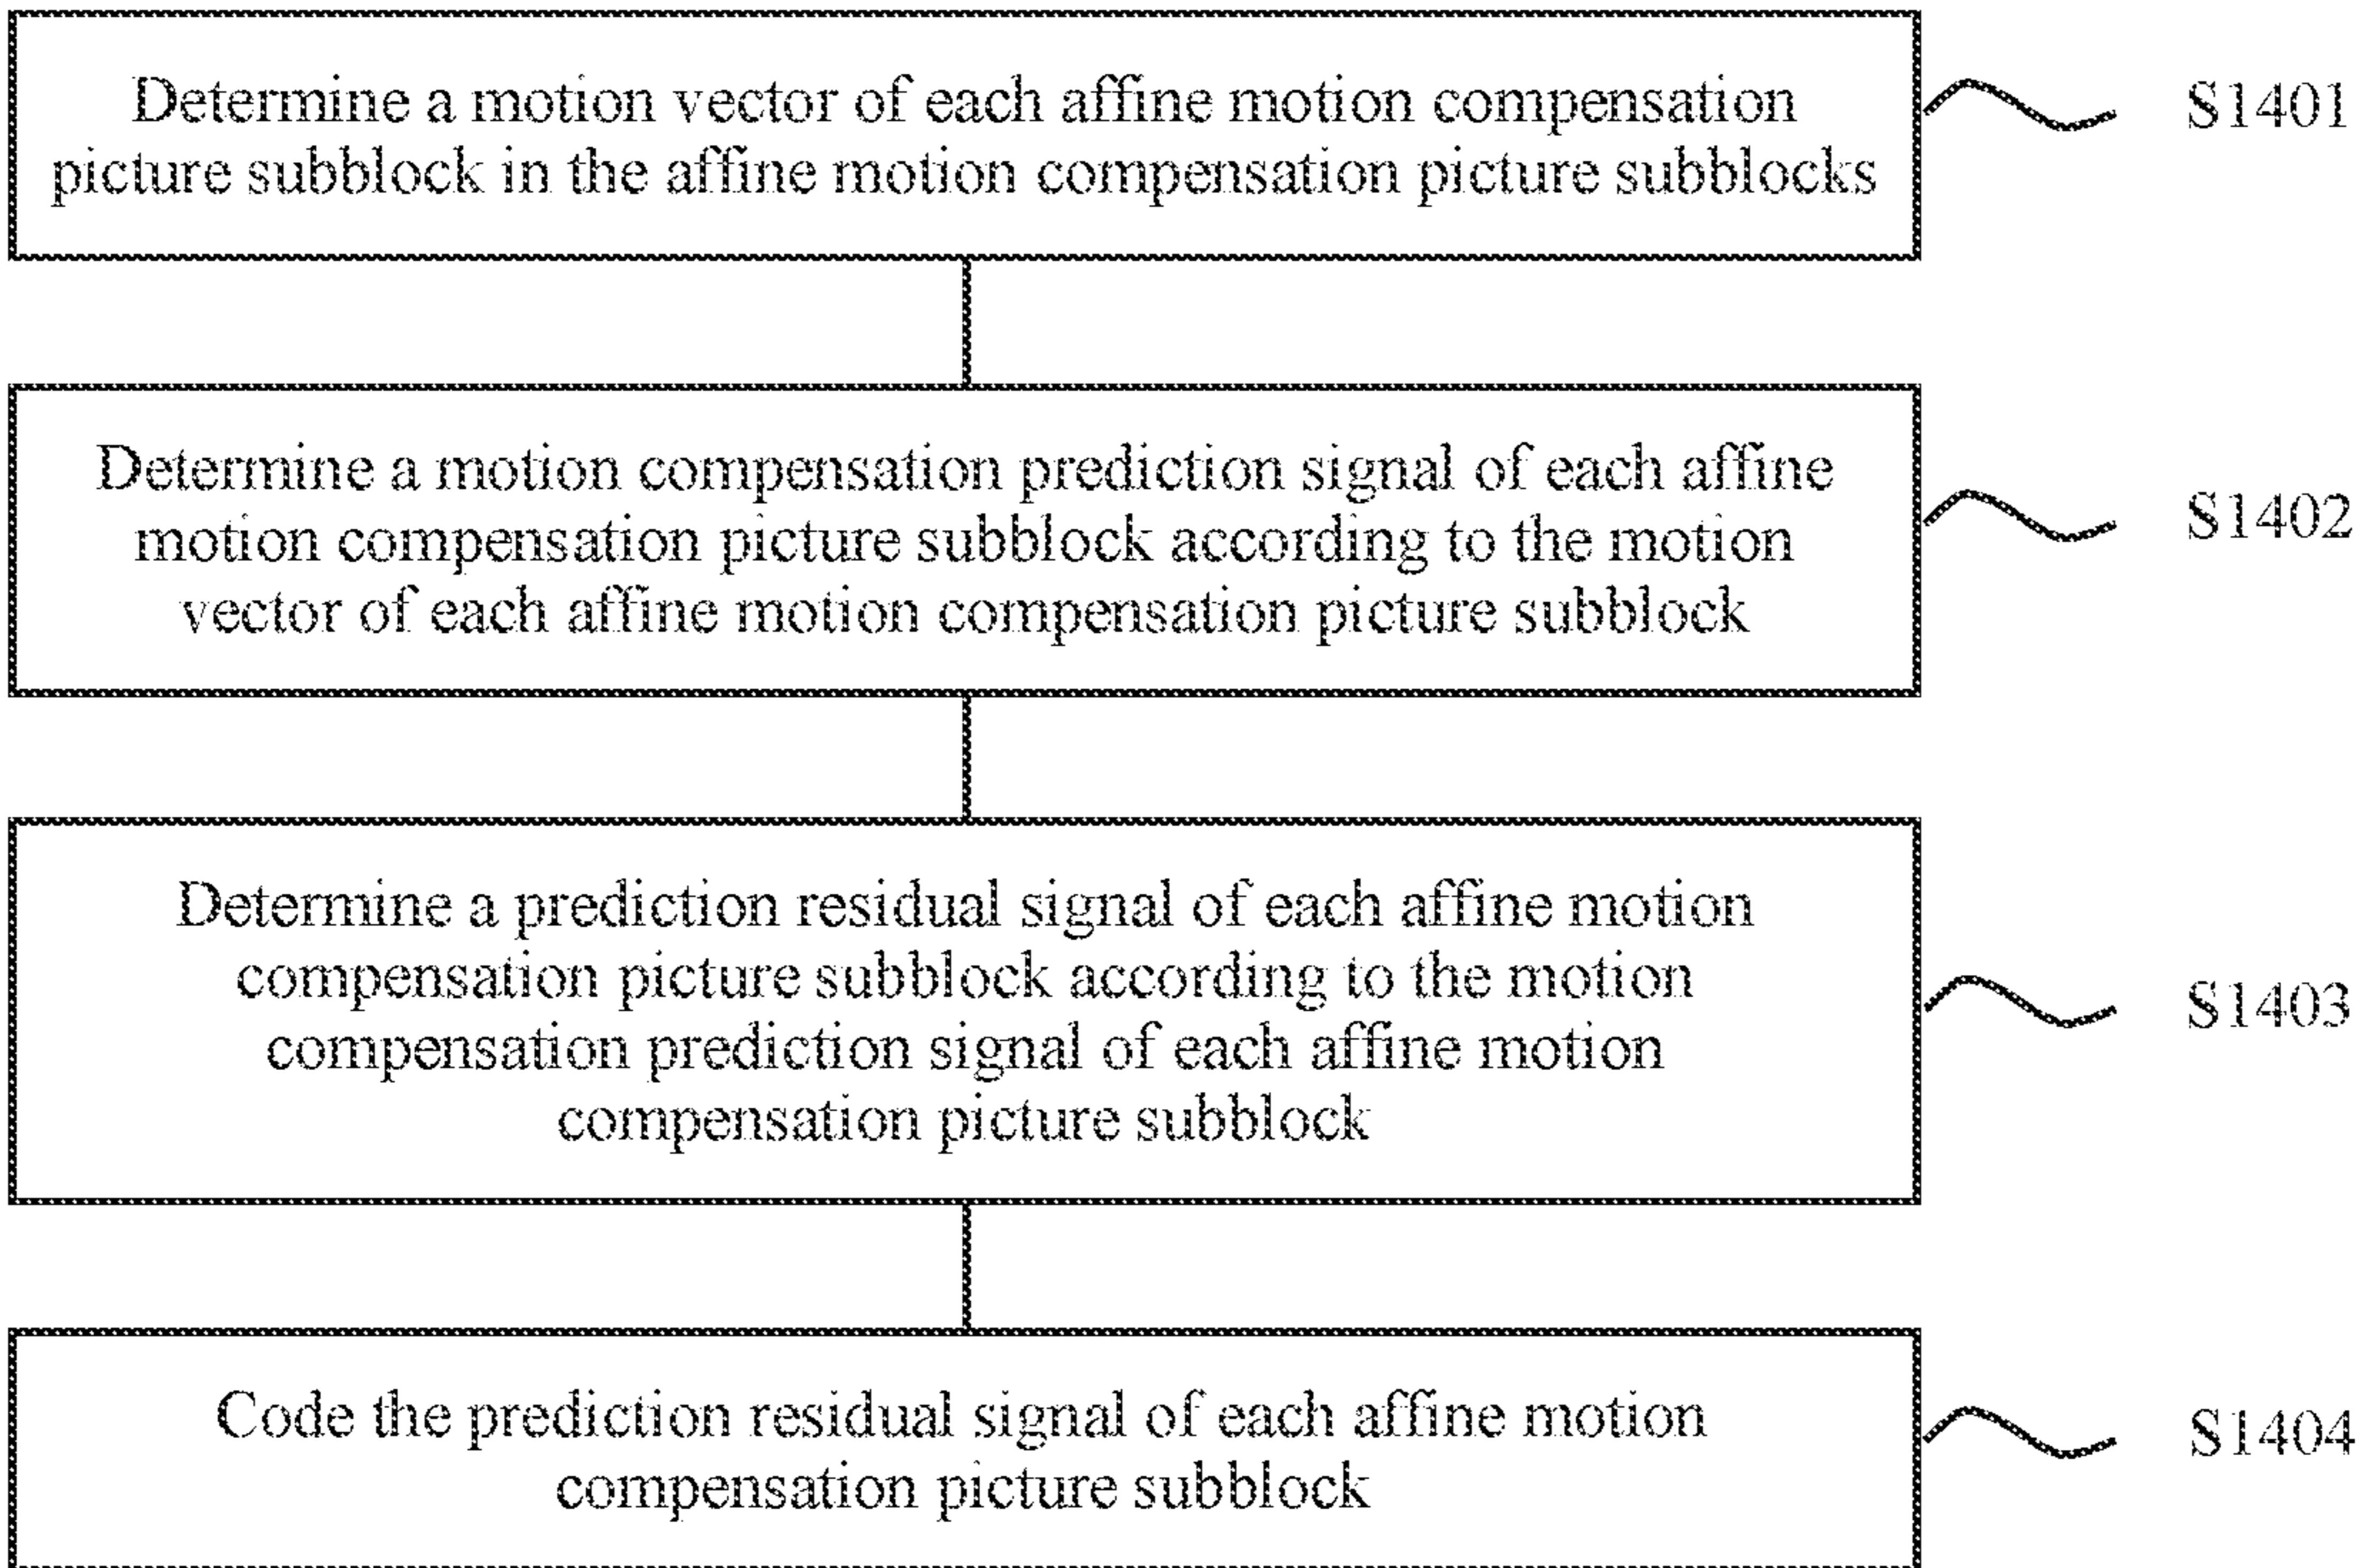 Determine a motion vector of each affine motion compensation
picture subblock in the affine motion compensation picture subblocks
S1401
Determine a motion compensation prediction signal of each affine
motion compensation picture subblock according to the motion
vector of each affine motion compensation picture subblock
S1402
Determine a prediction residual signal of each affine motion
compensation picture subblock according to the motion
compensation prediction signal of each affine motion
compensation picture subblock
S1403
Code the prediction residual signal of each affine motion
compensation picture subblock
S1404